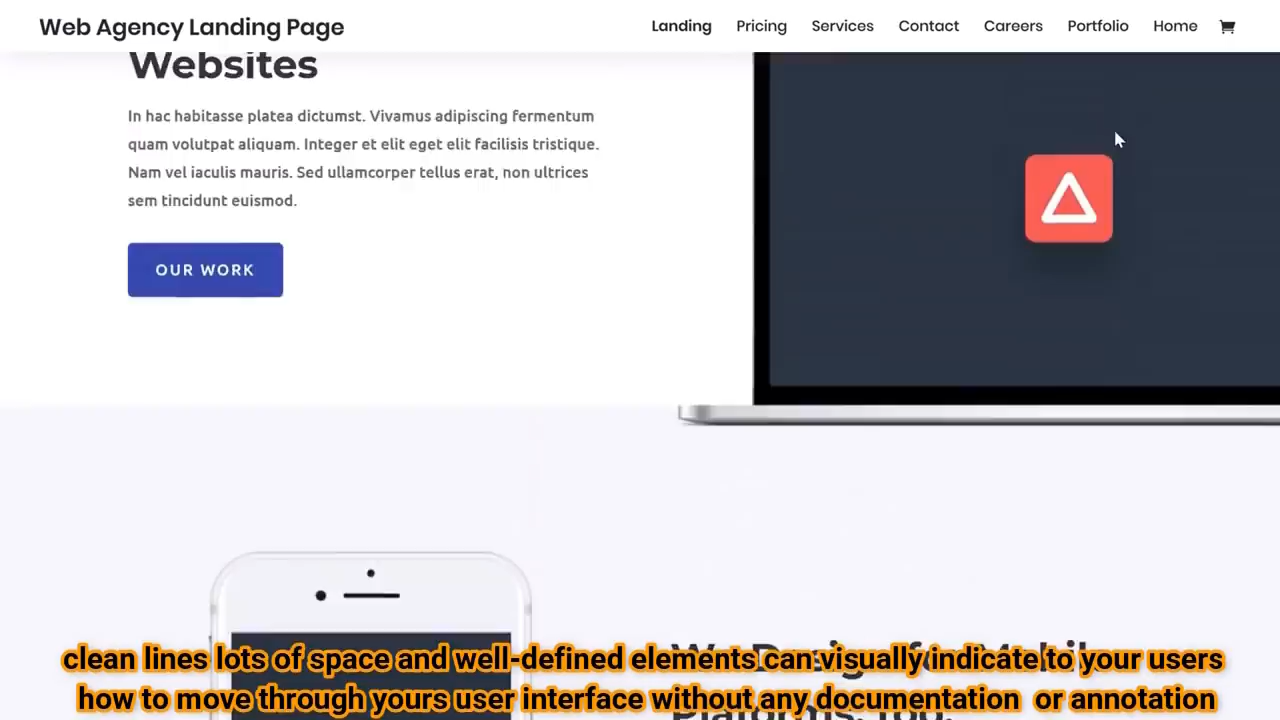 Web Agency Landing Page
Landing Pricing Services Contact Careers Portfolio Home
Websites
In hac habitasse platea dictumst. Vivamus adipiscing fermentum
quam volutpat aliquam. Integer et elit eget elit facilisis tristique.
Nam vel iaculis mauris. Sed ullamcorper tellus erat, non ultrices
sem tincidunt euismod.
OUR WORK
clean lines lots of space and well-defined elements can visually indicate to your users
how to move through yours user interface without any documentation or annotation